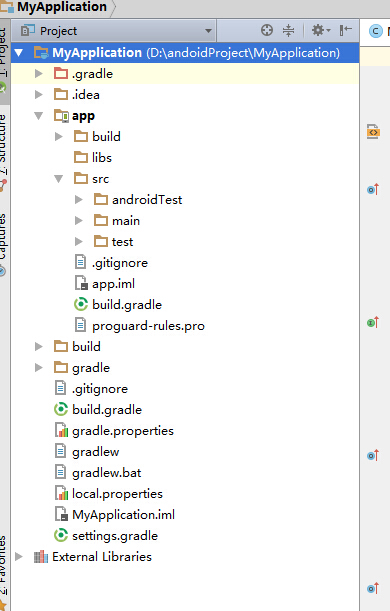 MyApplication
Project
MyApplication (D:\andoidProject\MyApplication)
.gradle
.idea
app
build
libs
src
androidTest
main
test
.gitignore
app.iml
build.gradle
proguard-rules.pro
build
gradle
.gitignore
build.gradle
gradle.properties
gradlew
gradlew.bat
local.properties
MyApplication.iml
settings.gradle
External Libraries
1: Project
7: Structure
Captures
2: Favorites